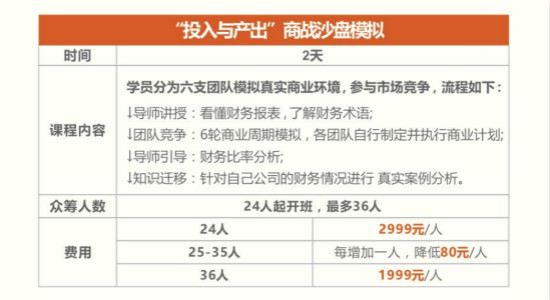 “投入与产出”商战沙盘模拟
时间 2天
学员分为六支团队模拟真实商业环境，参与市场竞争，流程如下：
↓导师讲授：看懂财务报表，了解财务术语；
课程内容 ↓团队竞争：6轮商业周期模拟，各团队自行制定并执行商业计划；
↓导师引导：财务比率分析；
↓知识迁移：针对自己公司的财务情况进行 真实案例分析。
众筹人数 24人起开班，最多36人
24人 2999元/人
费用 25-35人 每增加一人，降低80元/人
36人 1999元/人